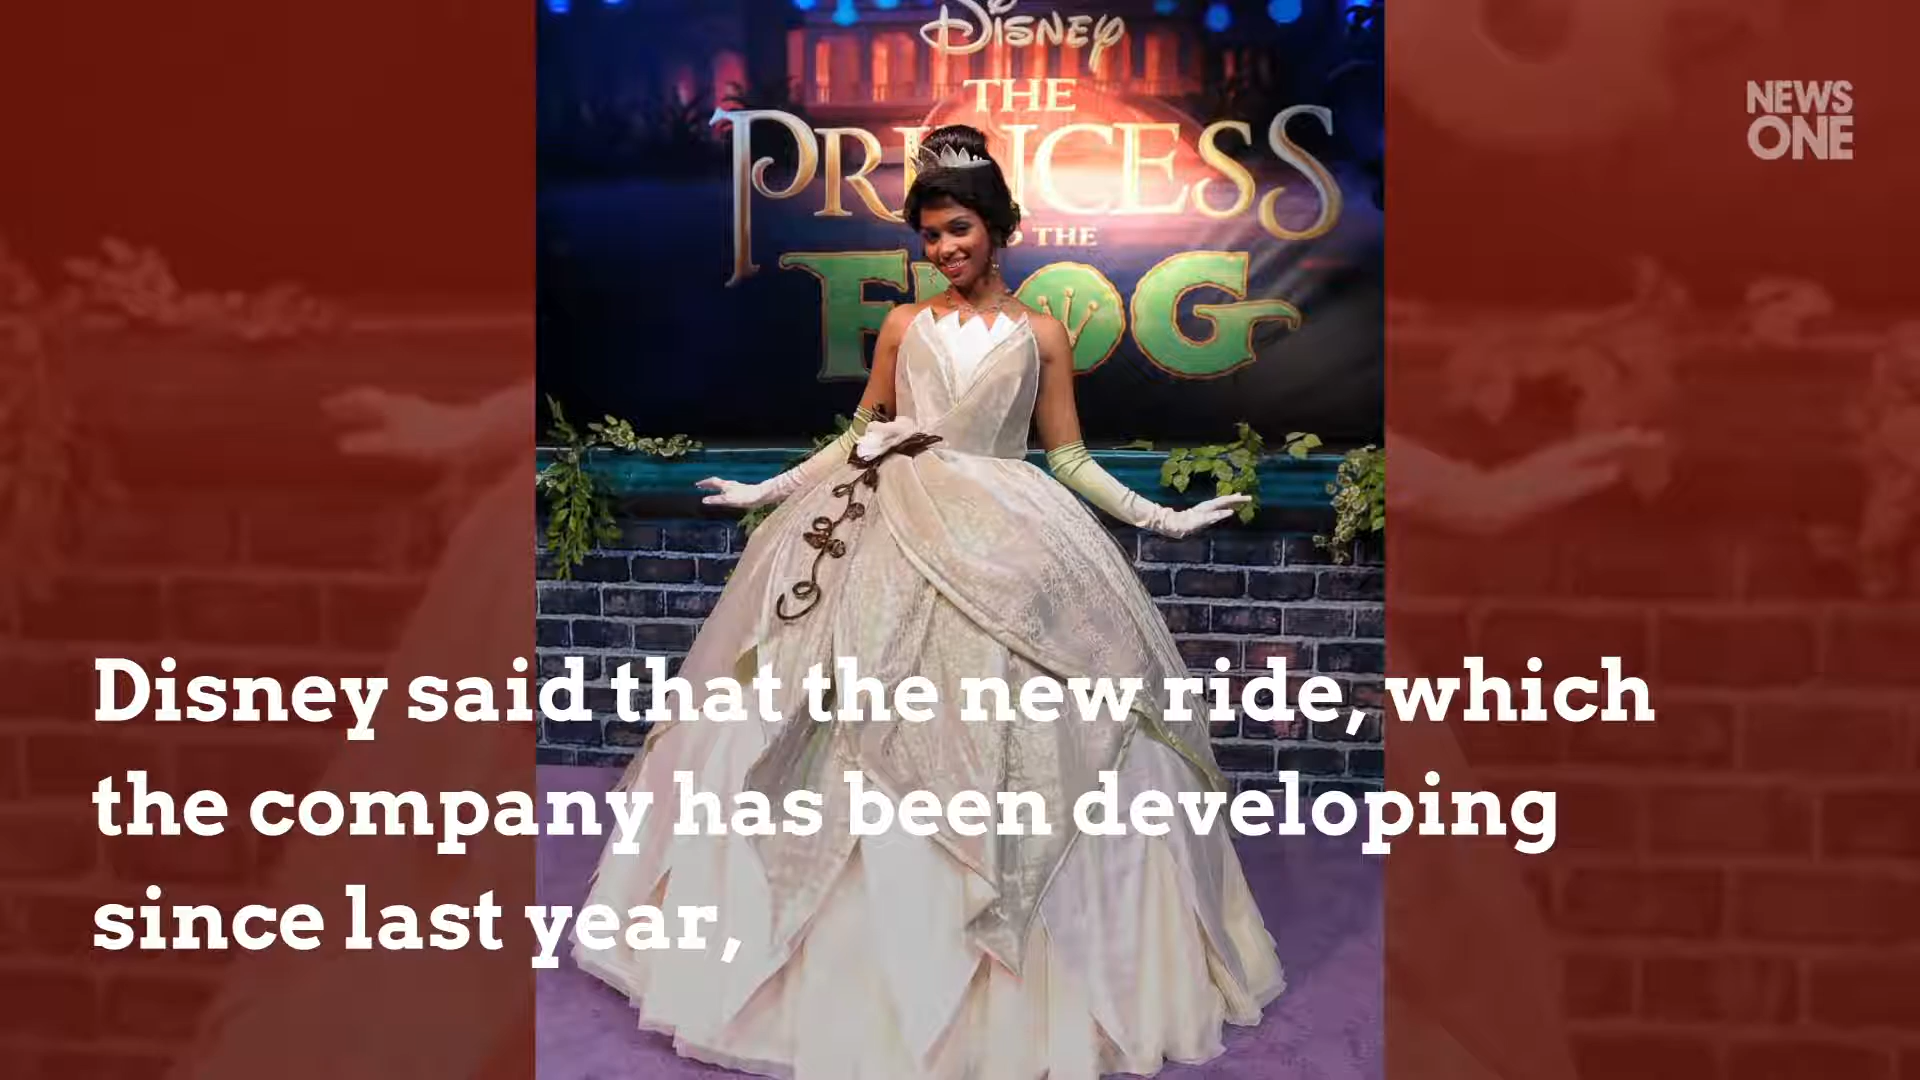 Disney
THE
PRINCESS
THE
FROG
NEWS
ONE
Disney said that the new ride, which
the company has been developing
since last year,